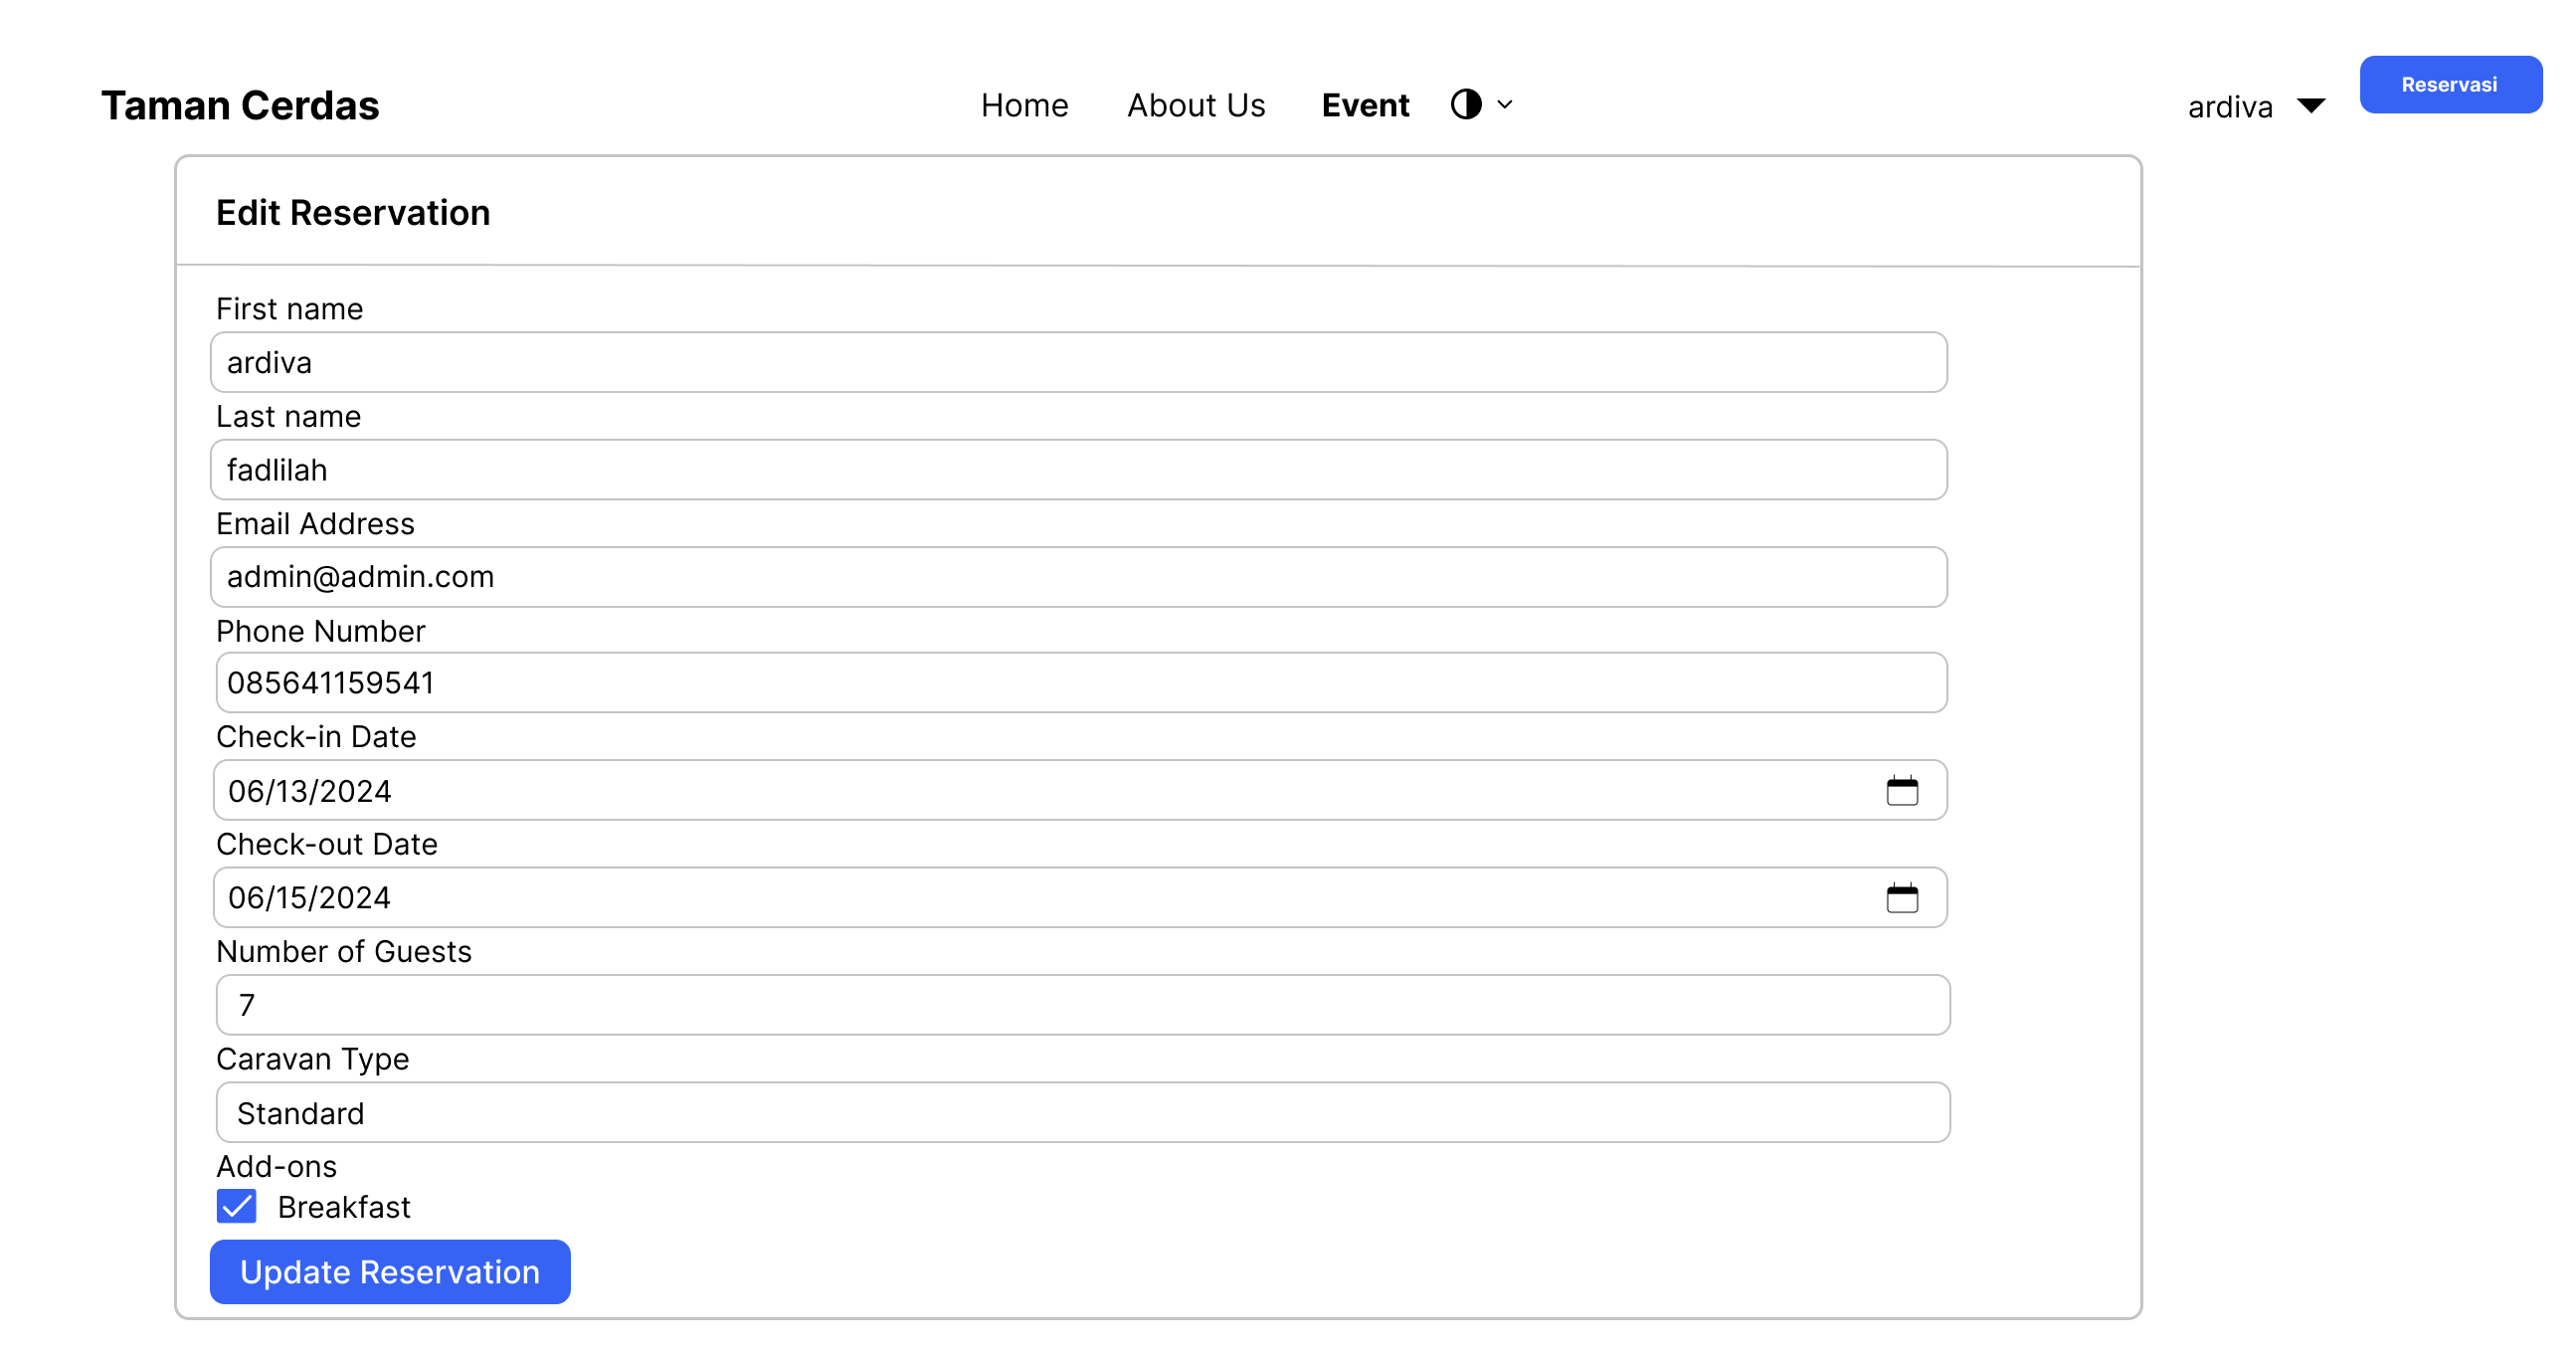 Taman Cerdas
Home
About Us
Event
ardiva
Reservasi
Edit Reservation
First name
ardiva
Last name
fadlilah
Email Address
admin@admin.com
Phone Number
085641159541
Check-in Date
06/13/2024
Check-out Date
06/15/2024
Number of Guests
7
Caravan Type
Standard
Add-ons
Breakfast
Update Reservation